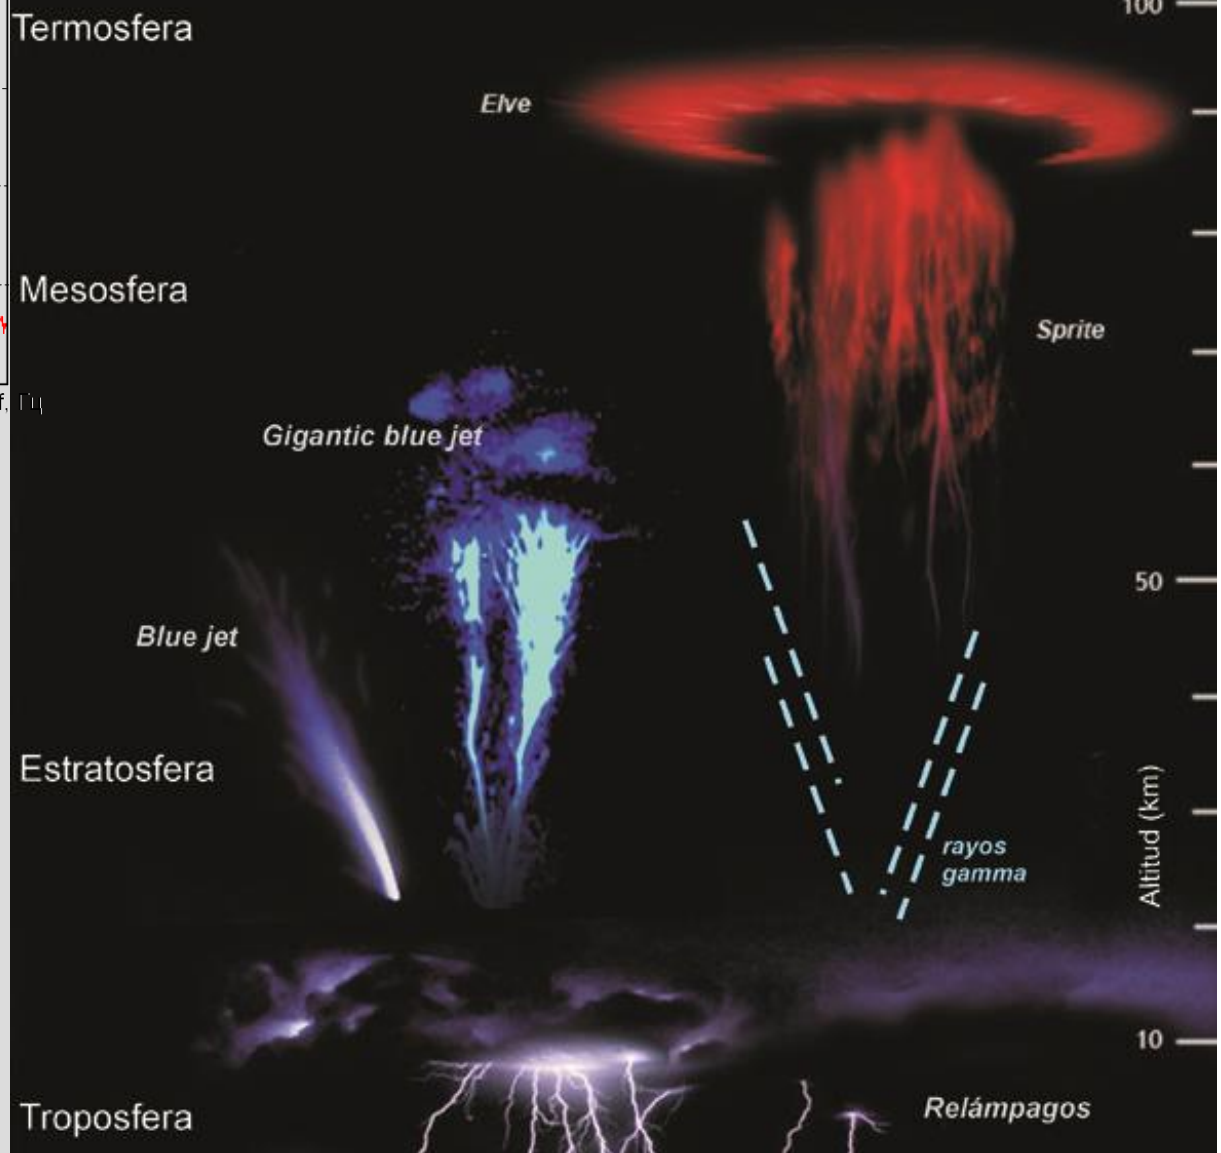 Termosfera
100
Elve
Mesosfera
Sprite
f, Гц
Gigantic blue jet
50
Blue jet
Estratosfera
Altitud (km)
rayos
gamma
10
Relámpagos
Troposfera